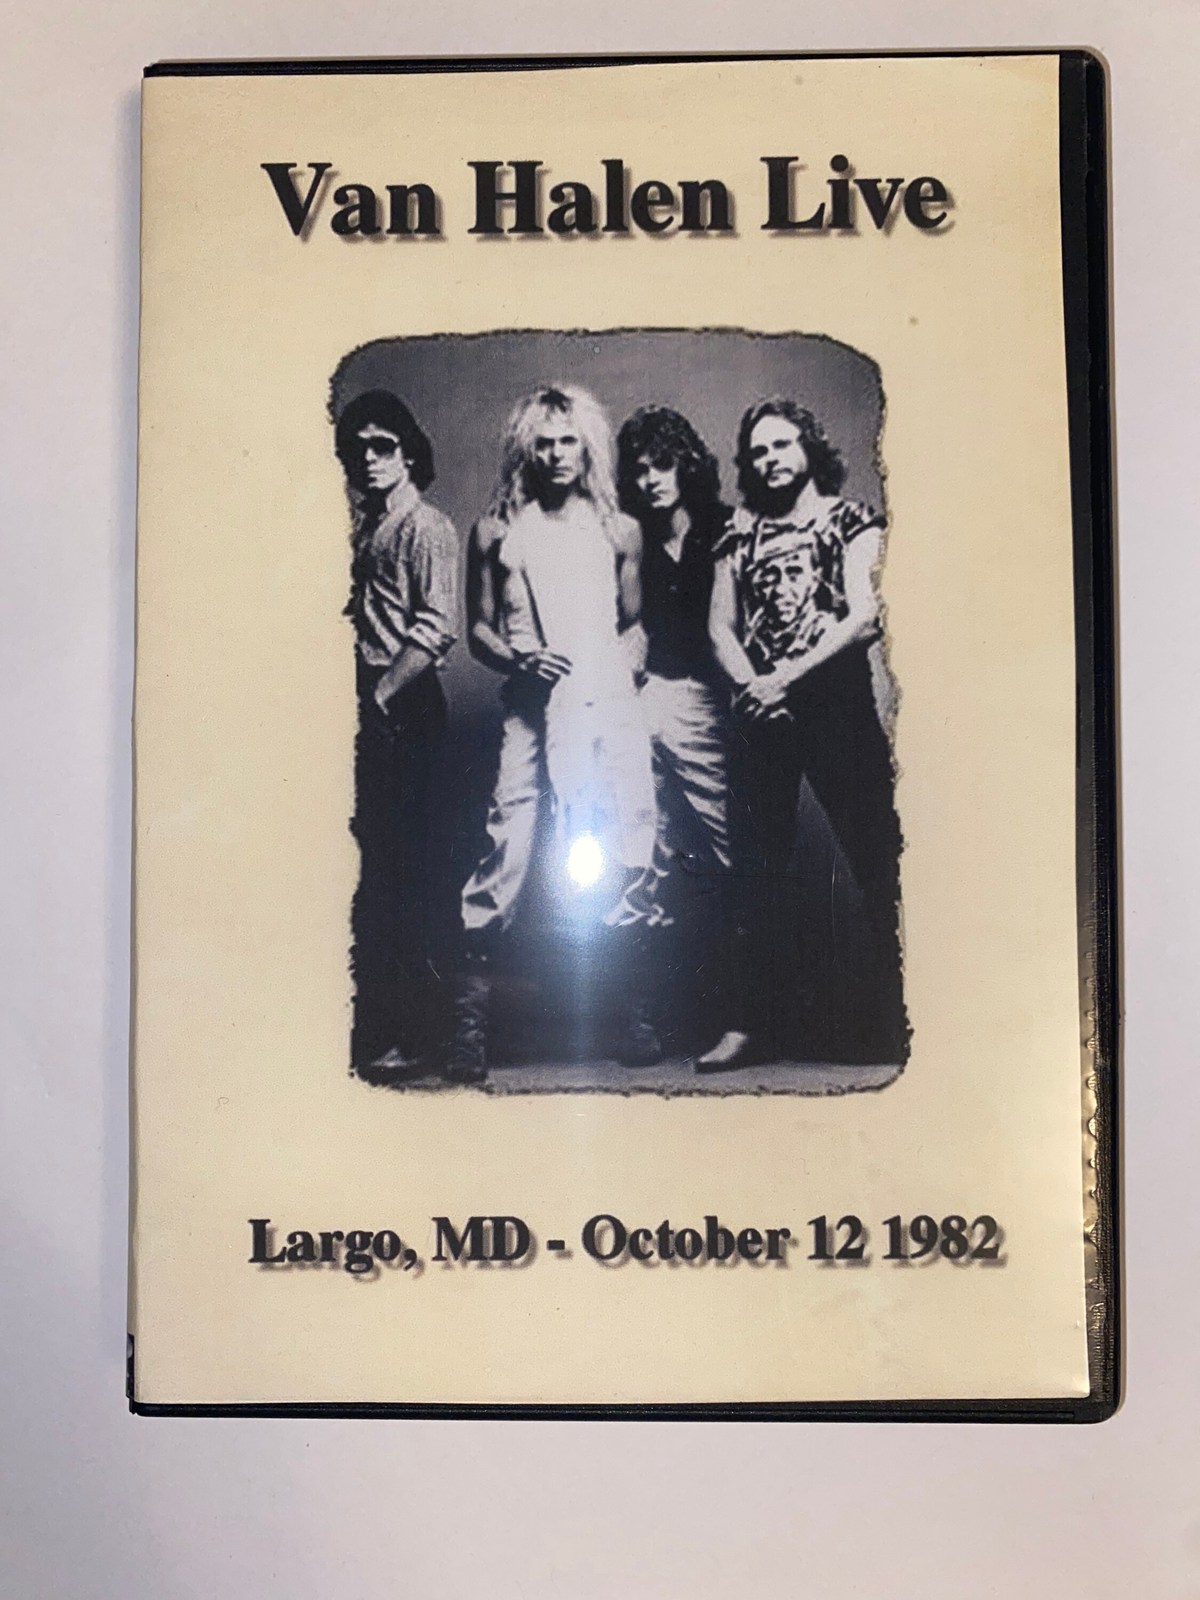 Van Halen Live
Largo, MD - October 12 1982